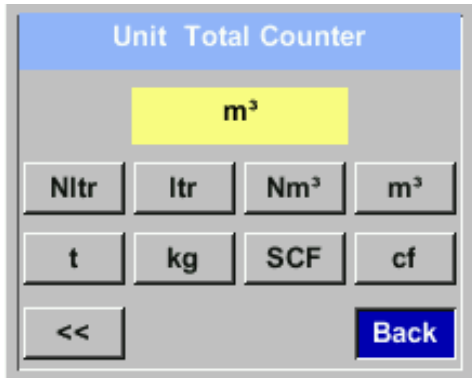 Unit Total Counter
m³
Nltr ltr Nm³ m³
t kg SCF cf
<< Back